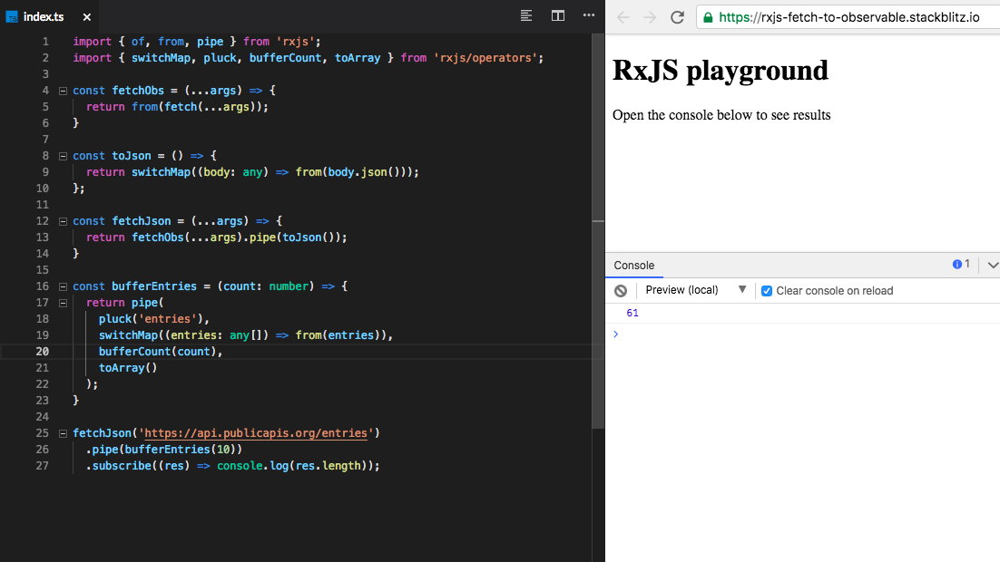 index.ts
import { of, from, pipe } from 'rxjs';
import { switchMap, pluck, bufferCount, toArray } from 'rxjs/operators';
const fetchObs = (...args) => {
return from(fetch(...args));
}
const toJson = () => {
return switchMap((body: any) => from(body.json()));
};
const fetchJson = (...args) => {
return fetchObs(...args).pipe(toJson());
}
const bufferEntries = (count: number) => {
return pipe(
pluck('entries'),
switchMap((entries: any[]) => from(entries)),
bufferCount(count),
toArray()
);
}
fetchJson('https://api.publicapis.org/entries')
.pipe(bufferEntries(10))
.subscribe((res) => console.log(res.length));
1
2
3
4
5
6
7
8
9
10
11
12
13
14
15
16
17
18
19
20
21
22
23
24
25
26
27
https://rxjs-fetch-to-observable.stackblitz.io
RxJS playground
Open the console below to see results
Console
1
Preview (local)
Clear console on reload
61